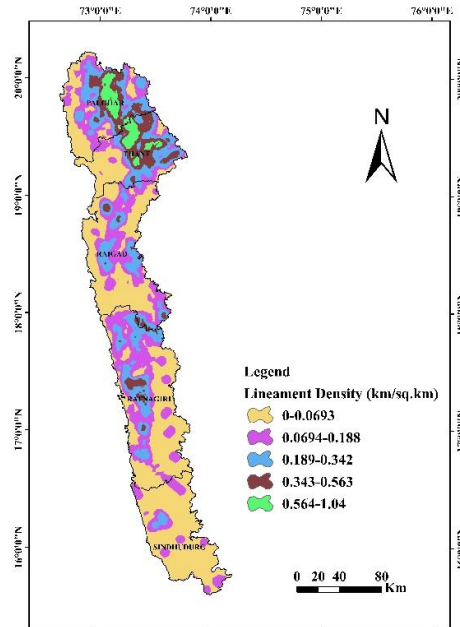 73°0'0"E 74°0'0"E 75°0'0"E 76°0'0"E
20°0'0"N
19°0'0"N
18°0'0"N
17°0'0"N
16°0'0"N
PALGHAR
THANE
RAIGAD
RATNAGIRI
SINDHUDURG
N
Legend
Lineament Density (km/sq.km)
0-0.0693
0.0694-0.188
0.189-0.342
0.343-0.563
0.564-1.04
0 20 40 80
Km